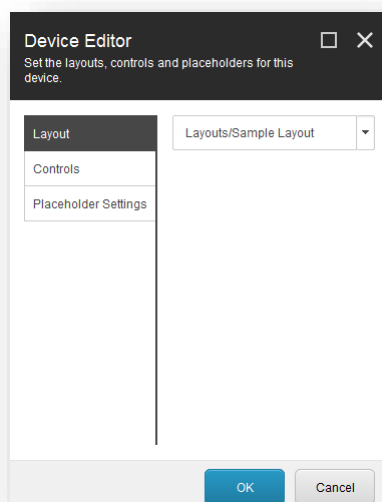 Device Editor
Set the layouts, controls and placeholders for this
device.
Layout
Layouts/Sample Layout
Controls
Placeholder Settings
OK
Cancel